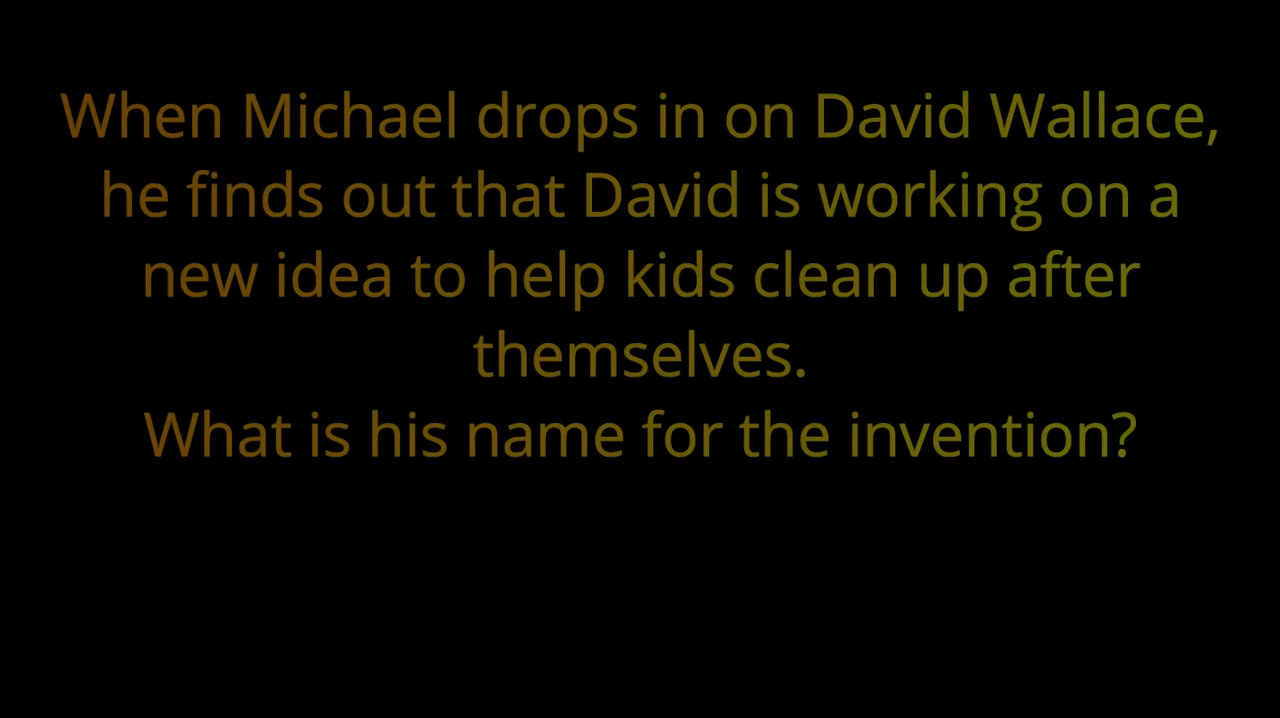 When Michael drops in on David Wallace,
he finds out that David is working on a
new idea to help kids clean up after
themselves.
What is his name for the invention?